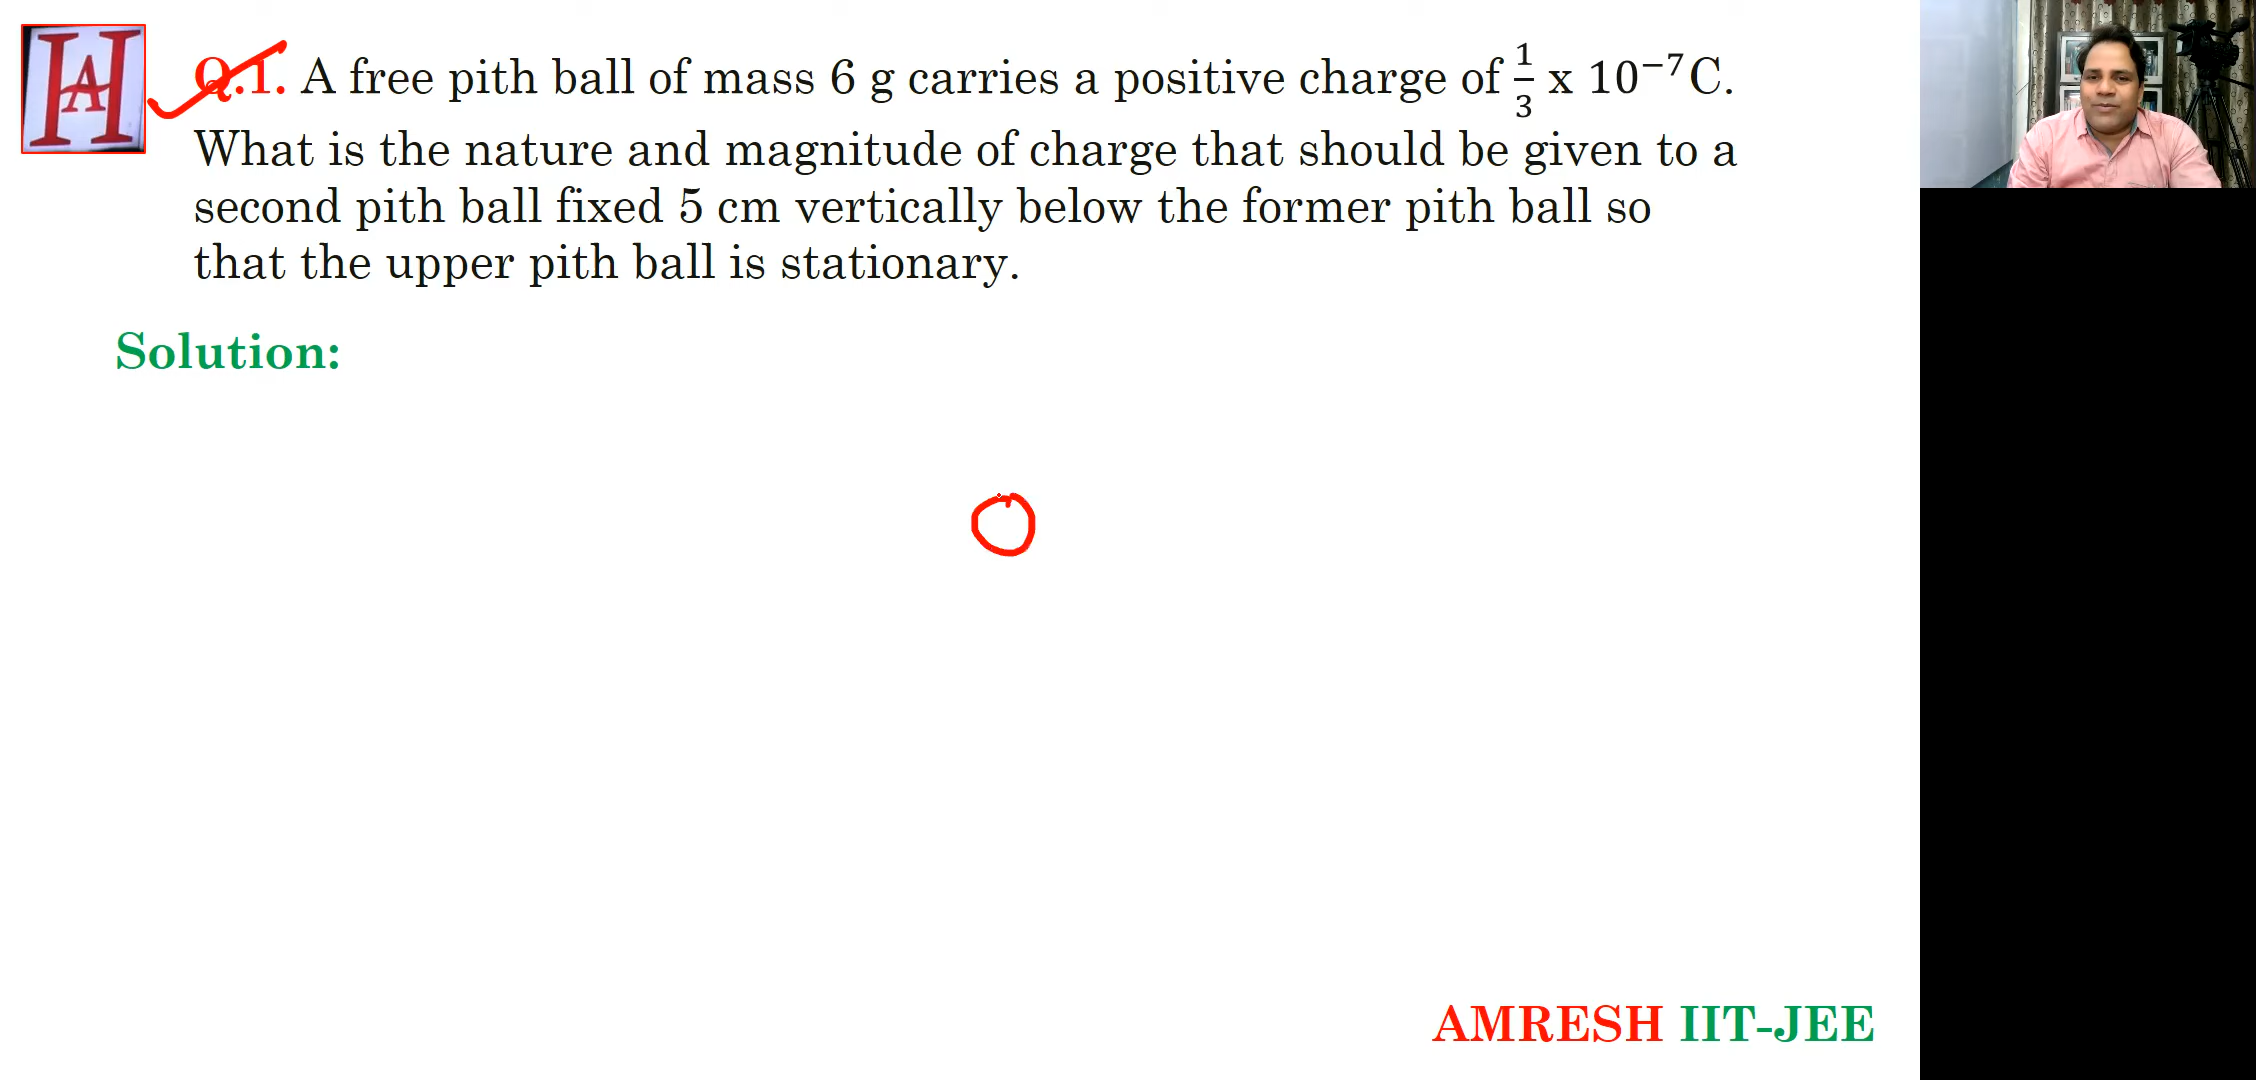 HA
Q.1. A free pith ball of mass 6 g carries a positive charge of 1/3 x 10⁻⁷C.
What is the nature and magnitude of charge that should be given to a
second pith ball fixed 5 cm vertically below the former pith ball so
that the upper pith ball is stationary.
Solution:
AMRESH IIT-JEE